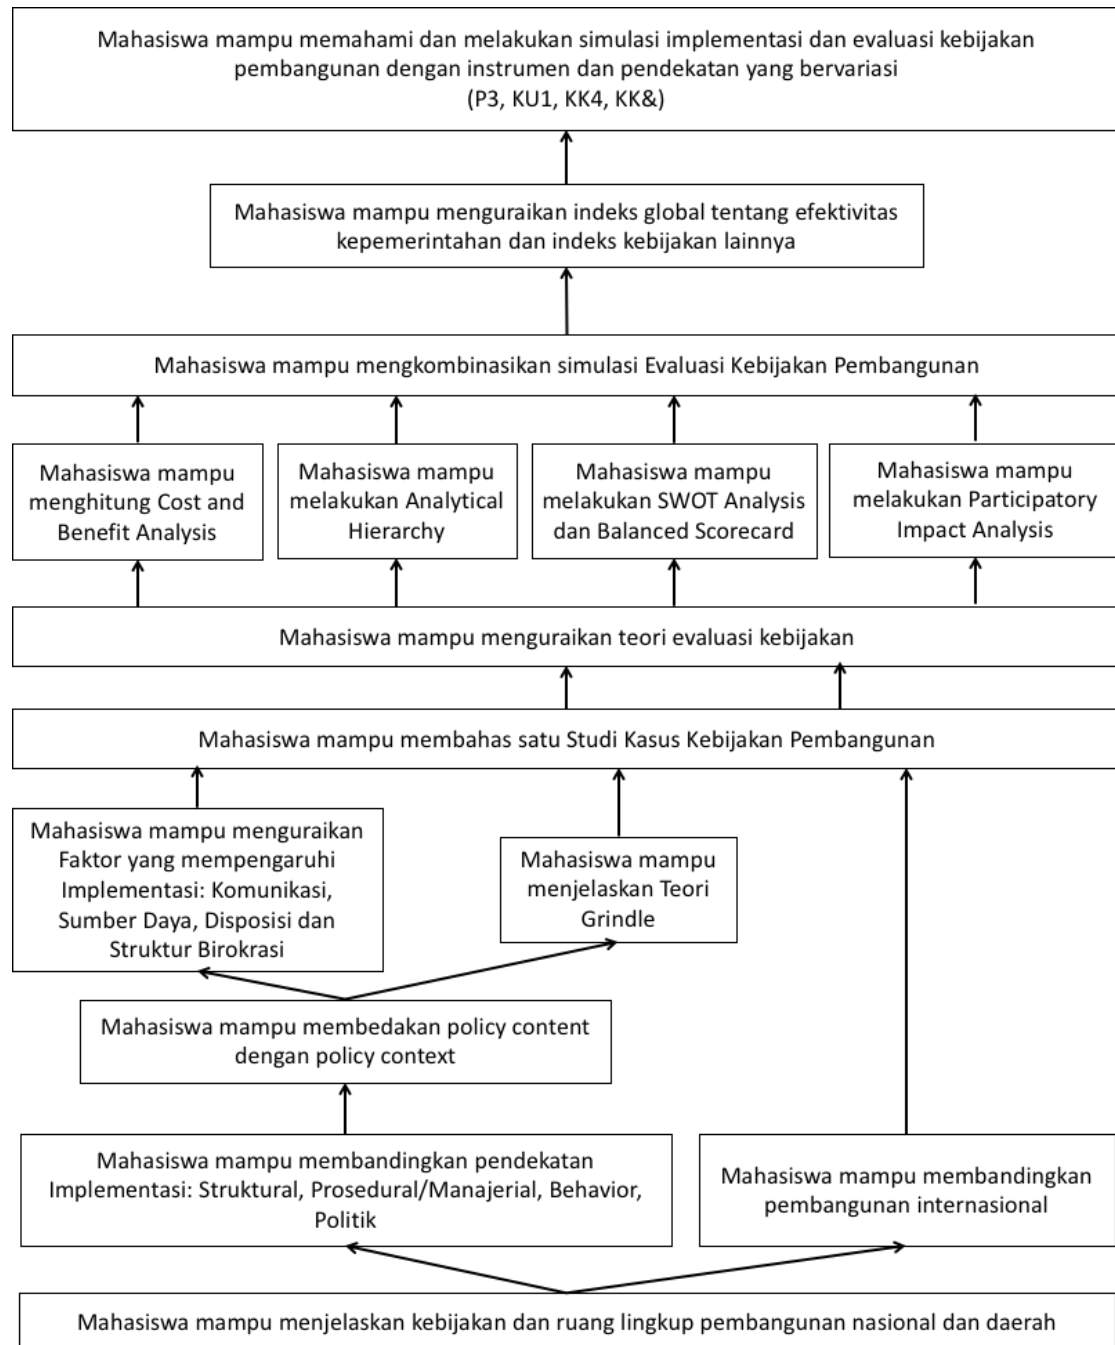 Mahasiswa mampu memahami dan melakukan simulasi implementasi dan evaluasi kebijakan
pembangunan dengan instrumen dan pendekatan yang bervariasi
(P3, KU1, KK4, KK&)
Mahasiswa mampu menguraikan indeks global tentang efektivitas
kepemerintahan dan indeks kebijakan lainnya
Mahasiswa mampu mengkombinasikan simulasi Evaluasi Kebijakan Pembangunan
Mahasiswa mampu
menghitung Cost and
Benefit Analysis
Mahasiswa mampu
melakukan Analytical
Hierarchy
Mahasiswa mampu
melakukan SWOT Analysis
dan Balanced Scorecard
Mahasiswa mampu
melakukan Participatory
Impact Analysis
Mahasiswa mampu menguraikan teori evaluasi kebijakan
Mahasiswa mampu membahas satu Studi Kasus Kebijakan Pembangunan
Mahasiswa mampu menguraikan
Faktor yang mempengaruhi
Implementasi: Komunikasi,
Sumber Daya, Disposisi dan
Struktur Birokrasi
Mahasiswa mampu
menjelaskan Teori
Grindle
Mahasiswa mampu membedakan policy content
dengan policy context
Mahasiswa mampu membandingkan pendekatan
Implementasi: Struktural, Prosedural/Manajerial, Behavior,
Politik
Mahasiswa mampu membandingkan
pembangunan internasional
Mahasiswa mampu menjelaskan kebijakan dan ruang lingkup pembangunan nasional dan daerah